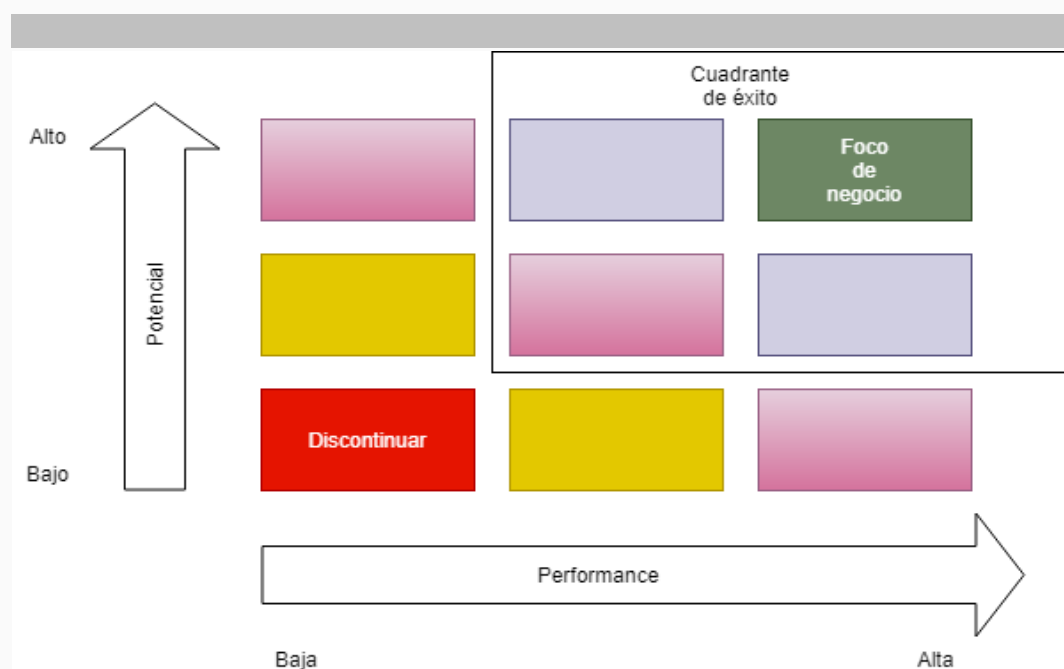 Cuadrante
de éxito
Alto
Foco
de
negocio
Potencial
Discontinuar
Bajo
Performance
Baja
Alta